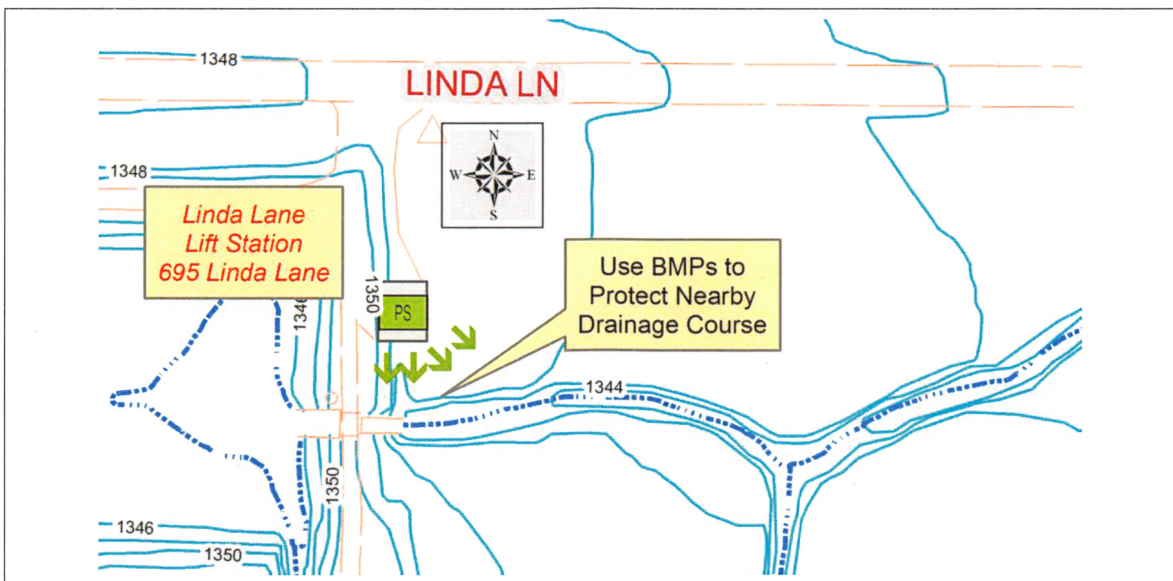 1348
LINDA LN
N
W E
S
1348
Linda Lane
Lift Station
695 Linda Lane
1346
1350
PS
Use BMPs to
Protect Nearby
Drainage Course
1344
1350
1346
1350